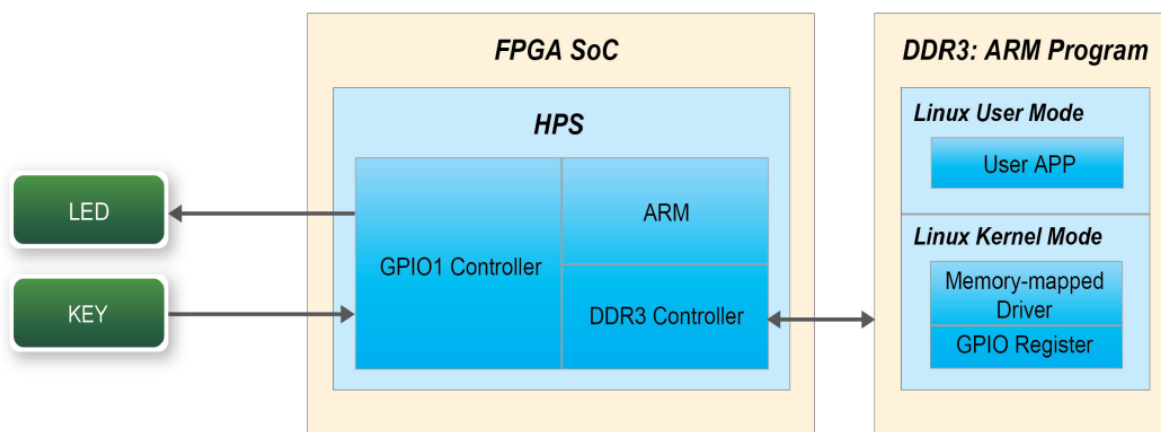 FPGA SoC
HPS
LED
KEY
GPIO1 Controller
ARM
DDR3 Controller
DDR3: ARM Program
Linux User Mode
User APP
Linux Kernel Mode
Memory-mapped
Driver
GPIO Register